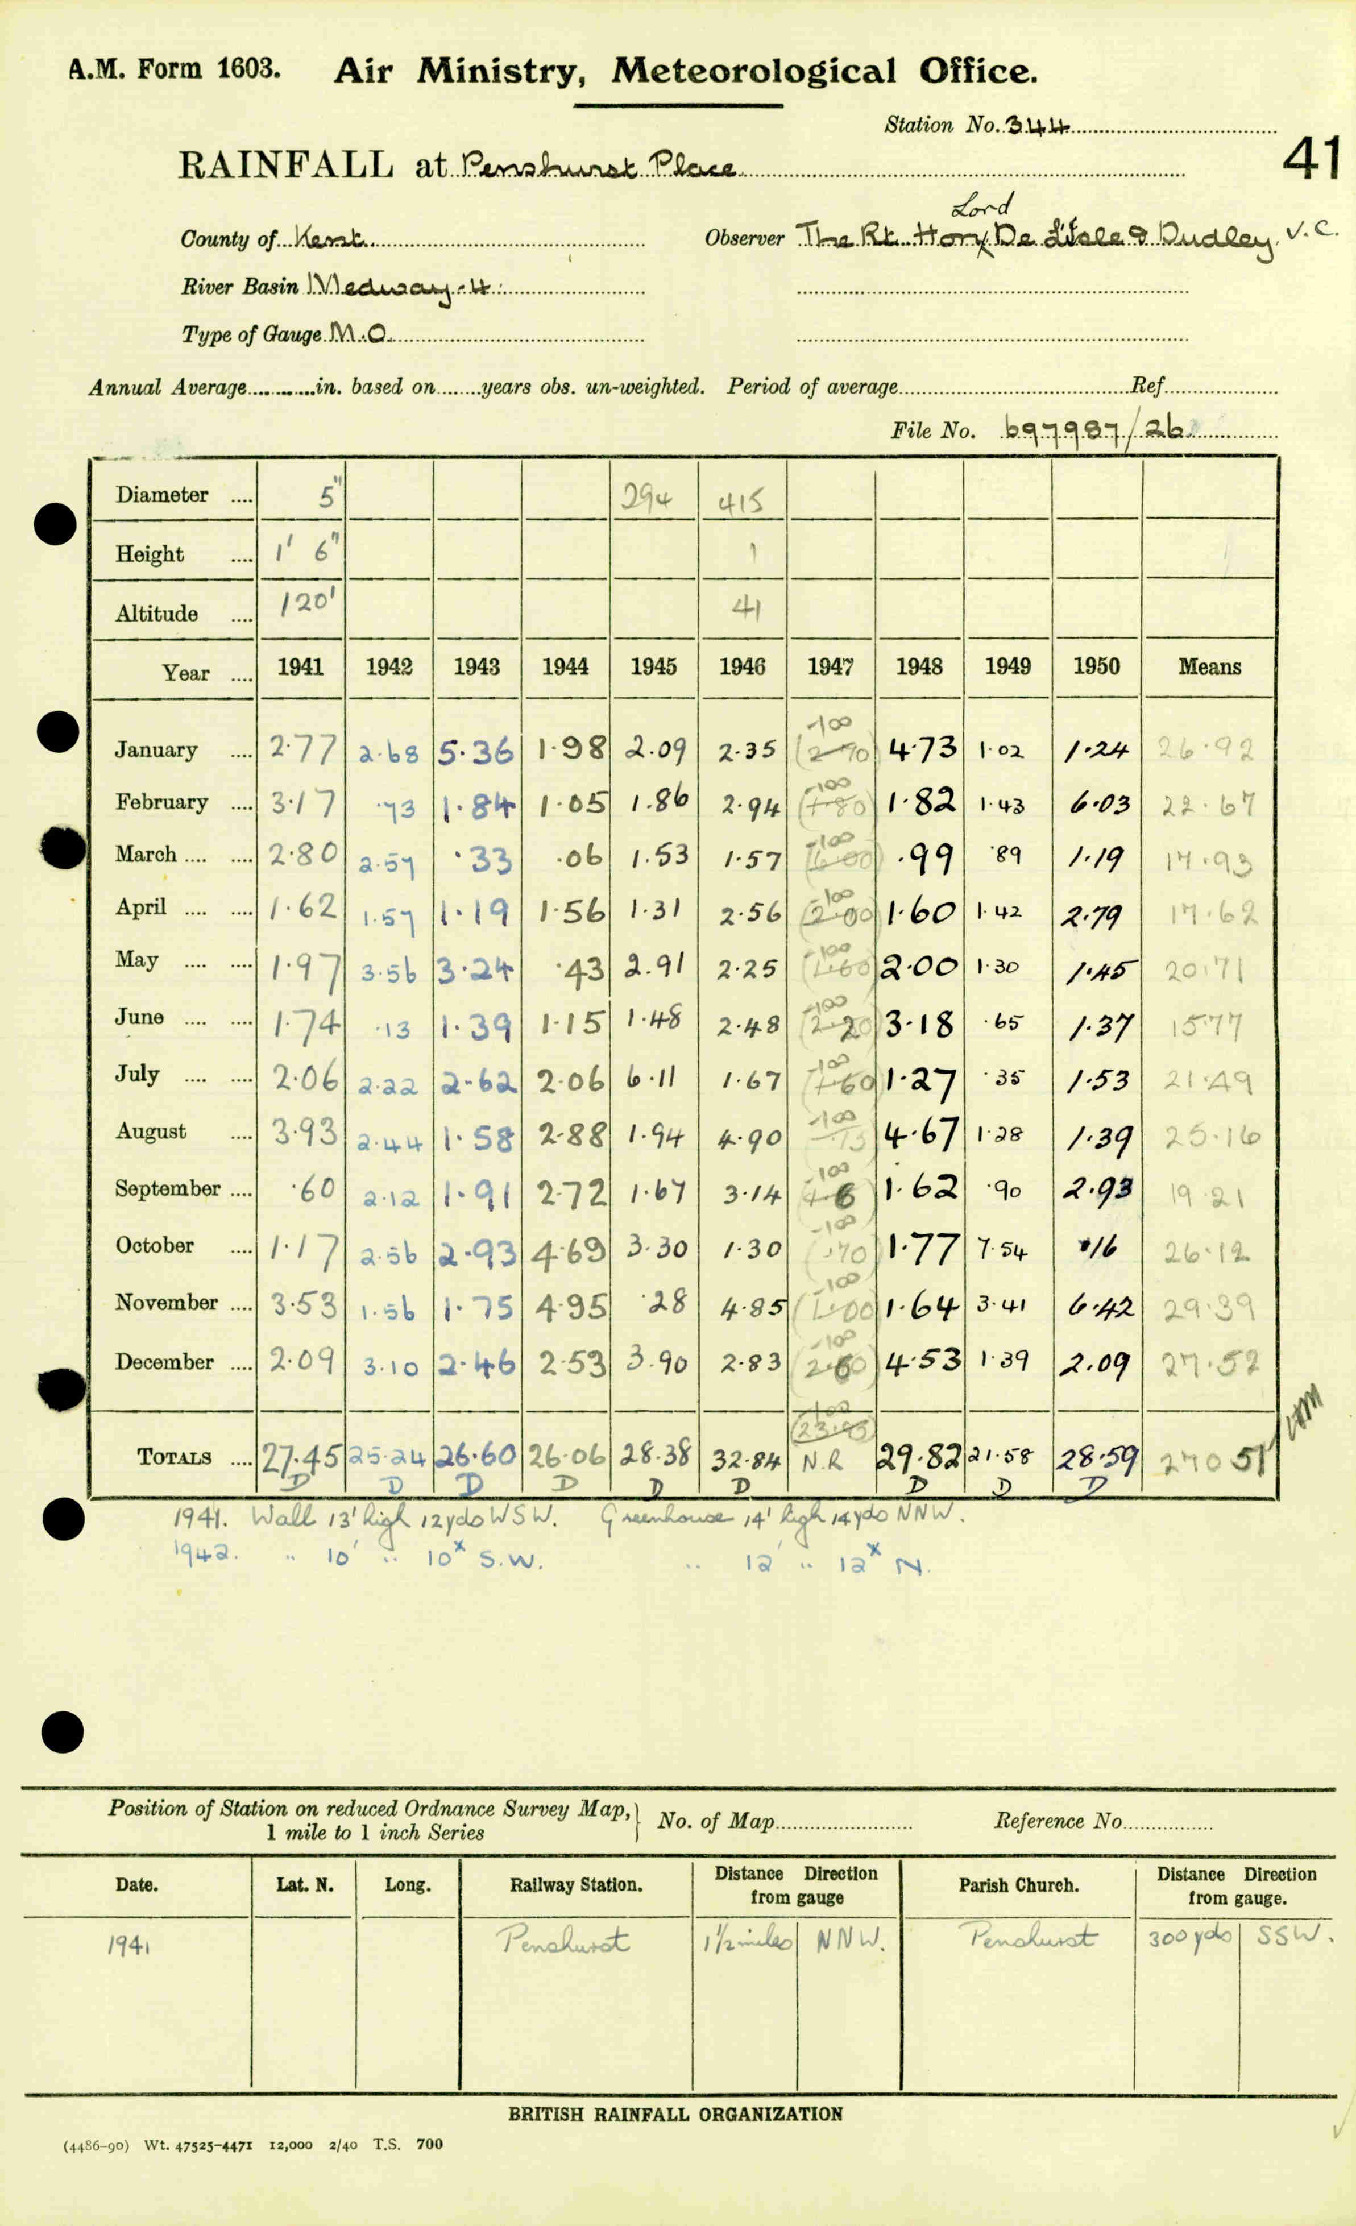 A.M. Form 1603. Air Ministry, Meteorological Office.
Station No. 344
41
RAINFALL at Penshurst Place
Lord
County of Kent Observer The Rt. Hon. De Lisle & Dudley. V.C.
River Basin Medway-4
Type of Gauge M.O.
Annual Average in. based on years obs. un-weighted. Period of average Ref
File No. 697987/26
Diameter .... 5" 294 415
Height .... 1' 6" 1
Altitude .... 120' 41
Year .... 1941 1942 1943 1944 1945 1946 1947 1948 1949 1950 Means
-100 -100 -100 -100 -100 -100 -100 -100 -100 -100 -100 -100
January .... 2.77 2.68 5.36 1.98 2.09 2.35 (2.70) 4.73 1.02 1.24 26.92
February .... 3.17 .73 1.84 1.05 1.86 2.94 (1.80) 1.82 1.43 6.03 22.67
March .... .... 2.80 2.57 .33 .06 1.53 1.57 (6.00) .99 .89 1.19 17.93
April .... .... 1.62 1.57 1.19 1.56 1.31 2.56 (2.00) 1.60 1.42 2.79 17.62
May .... .... 1.97 3.56 3.24 .43 2.91 2.25 (1.60) 2.00 1.30 1.45 20.71
June .... .... 1.74 .13 1.39 1.15 1.48 2.48 3.18 .65 1.37 15.77
July .... .... 2.06 2.22 2.62 2.06 6.11 1.67 (1.60) 1.27 .35 1.53 21.49
August .... 3.93 2.44 1.58 2.88 1.94 4.90 4.67 1.28 1.39 25.16
September .... .60 2.12 1.91 2.72 1.67 3.14 1.62 .90 2.93 19.21
October .... 1.17 2.56 2.93 4.69 3.30 1.30 (.70) 1.77 7.54 .16 26.12
November .... 3.53 1.56 1.75 4.95 .28 4.85 (1.00) 1.64 3.41 6.42 29.39
December .... 2.09 3.10 2.46 2.53 3.90 2.83 4.53 1.39 2.09 27.52
-100
TOTALS .... 27.45 25.24 26.60 26.06 28.38 32.84 N.R 29.82 21.58 28.59 270 51
D D D D D D D D D
1941. Wall 13' high 12yds WSW. Greenhouse 14' high 14yds NNW.
1942. " 10' " 10x S.W. " 12' " 12x N.
Position of Station on reduced Ordnance Survey Map, 1 mile to 1 inch Series No. of Map Reference No.
Date. Lat. N. Long. Railway Station. Distance from gauge Direction Parish Church. Distance from gauge. Direction
1941 Penshurst 1½ miles NNW. Penshurst 300 yds SSW.
BRITISH RAINFALL ORGANIZATION
(4486-90) Wt. 47525-4471 12,000 2/40 T.S. 700